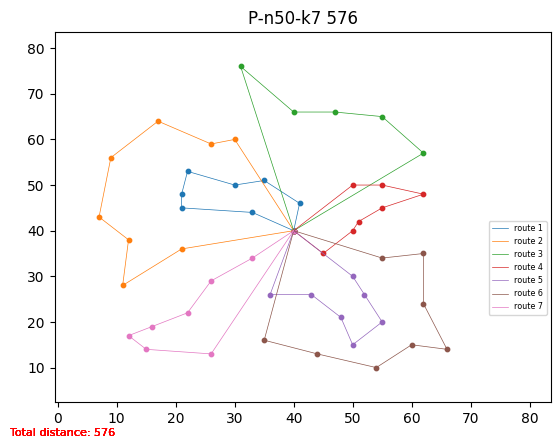 P-n50-k7 576
80
70
60
50
40
30
20
10
0 10 20 30 40 50 60 70 80
route 1
route 2
route 3
route 4
route 5
route 6
route 7
Total distance: 576